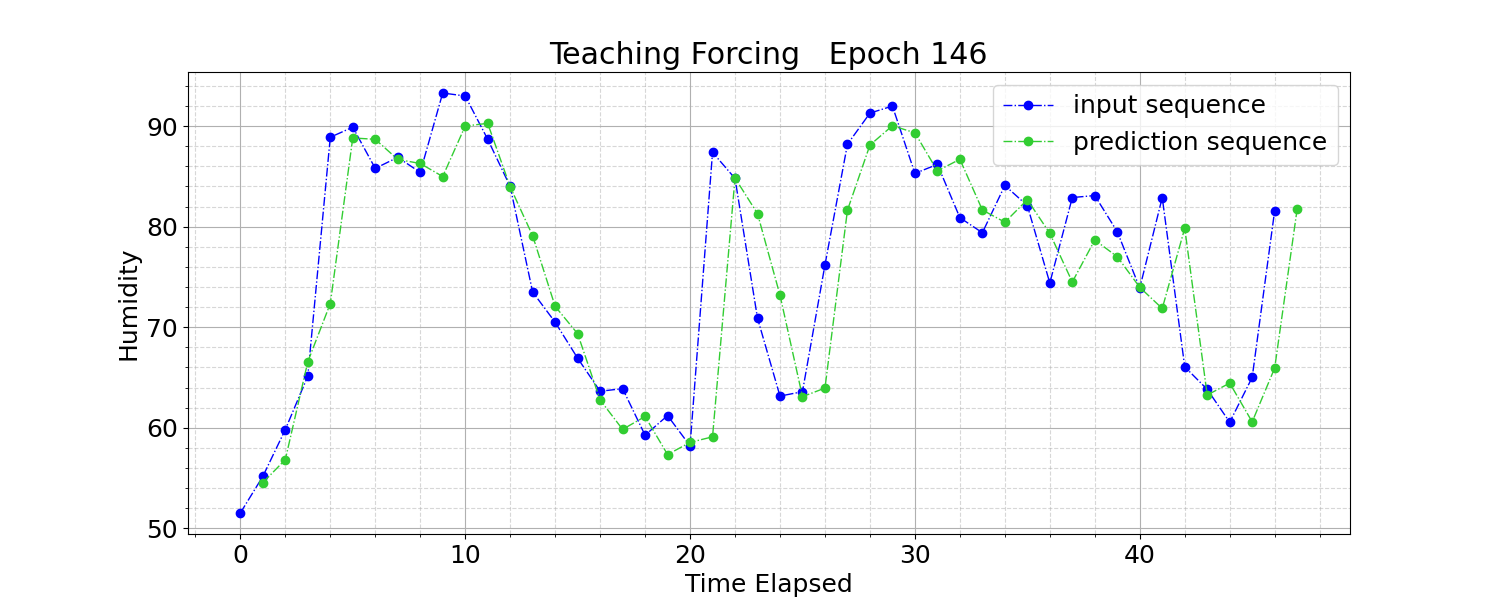 Teaching Forcing   Epoch 146
input sequence
prediction sequence
Humidity
90
80
70
60
50
0 10 20 30 40
Time Elapsed